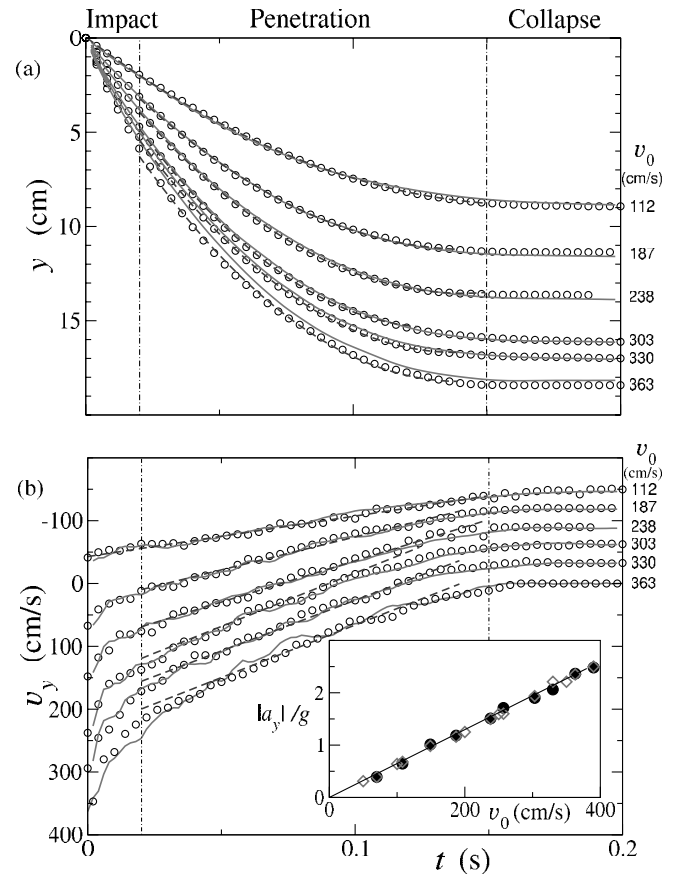 Impact Penetration Collapse
(a)
0
5
10
15
y (cm)
v₀
(cm/s)
112
187
238
303
330
363
(b)
v₀
(cm/s)
112
187
238
303
330
363
-100
0
100
200
300
400
v_y (cm/s)
|a_y|/g
2
1
0
0 200 v₀ (cm/s) 400
0 0.1 0.2
t (s)